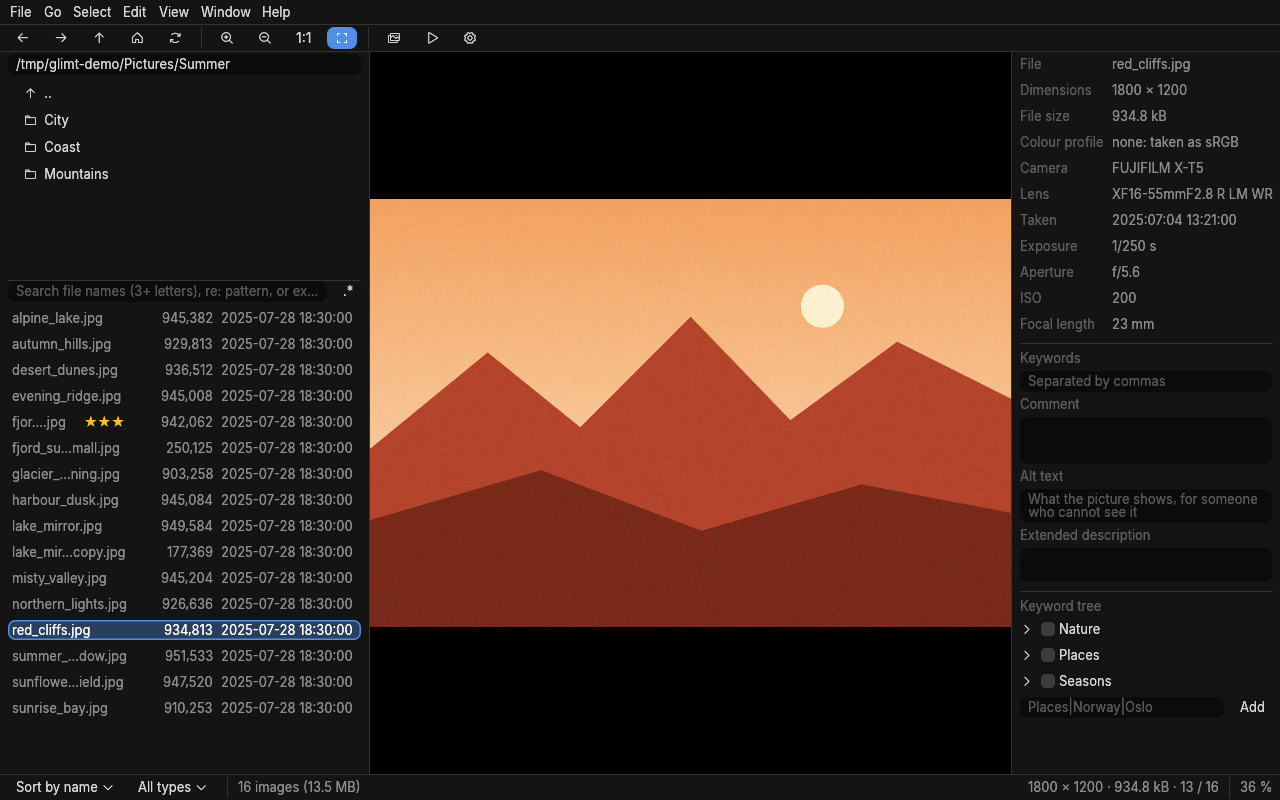 File Go Select Edit View Window Help
1:1
/tmp/glimt-demo/Pictures/Summer
..
City
Coast
Mountains
Search file names (3+ letters), re: pattern, or ex... .*
alpine_lake.jpg 945,382 2025-07-28 18:30:00
autumn_hills.jpg 929,813 2025-07-28 18:30:00
desert_dunes.jpg 936,512 2025-07-28 18:30:00
evening_ridge.jpg 945,008 2025-07-28 18:30:00
fjor....jpg ★★★ 942,062 2025-07-28 18:30:00
fjord_su...mall.jpg 250,125 2025-07-28 18:30:00
glacier_...ning.jpg 903,258 2025-07-28 18:30:00
harbour_dusk.jpg 945,084 2025-07-28 18:30:00
lake_mirror.jpg 949,584 2025-07-28 18:30:00
lake_mir...copy.jpg 177,369 2025-07-28 18:30:00
misty_valley.jpg 945,204 2025-07-28 18:30:00
northern_lights.jpg 926,636 2025-07-28 18:30:00
red_cliffs.jpg 934,813 2025-07-28 18:30:00
summer_...dow.jpg 951,533 2025-07-28 18:30:00
sunflowe...ield.jpg 947,520 2025-07-28 18:30:00
sunrise_bay.jpg 910,253 2025-07-28 18:30:00
File red_cliffs.jpg
Dimensions 1800 × 1200
File size 934.8 kB
Colour profile none: taken as sRGB
Camera FUJIFILM X-T5
Lens XF16-55mmF2.8 R LM WR
Taken 2025:07:04 13:21:00
Exposure 1/250 s
Aperture f/5.6
ISO 200
Focal length 23 mm
Keywords
Separated by commas
Comment
Alt text
What the picture shows, for someone
who cannot see it
Extended description
Keyword tree
Nature
Places
Seasons
Places|Norway|Oslo Add
Sort by name All types 16 images (13.5 MB) 1800 × 1200 · 934.8 kB · 13 / 16 36 %